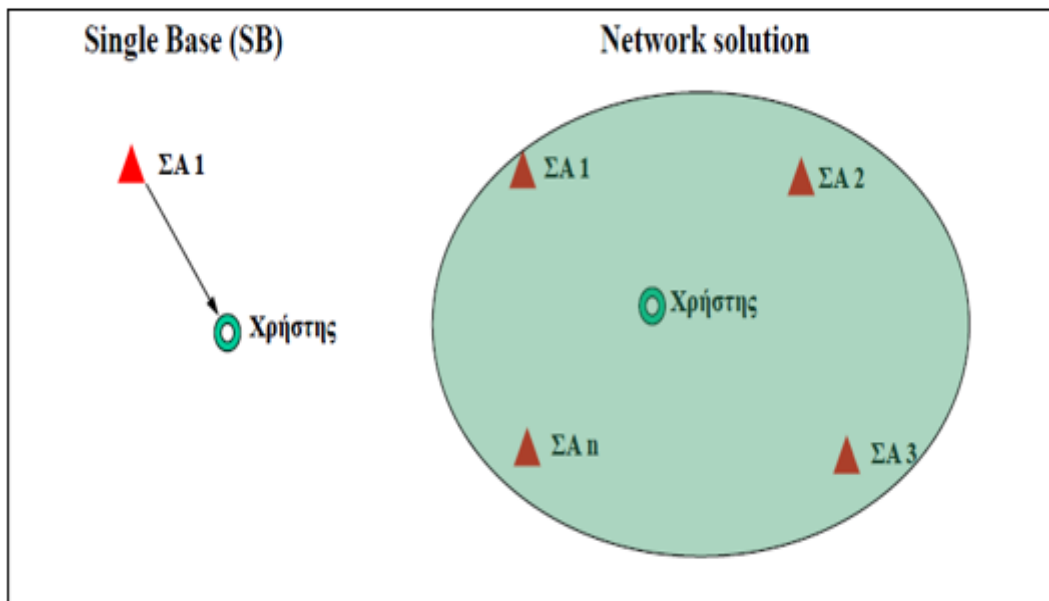 Single Base (SB)
Network solution
ΣΑ 1
Χρήστης
ΣΑ 1
ΣΑ 2
Χρήστης
ΣΑ n
ΣΑ 3